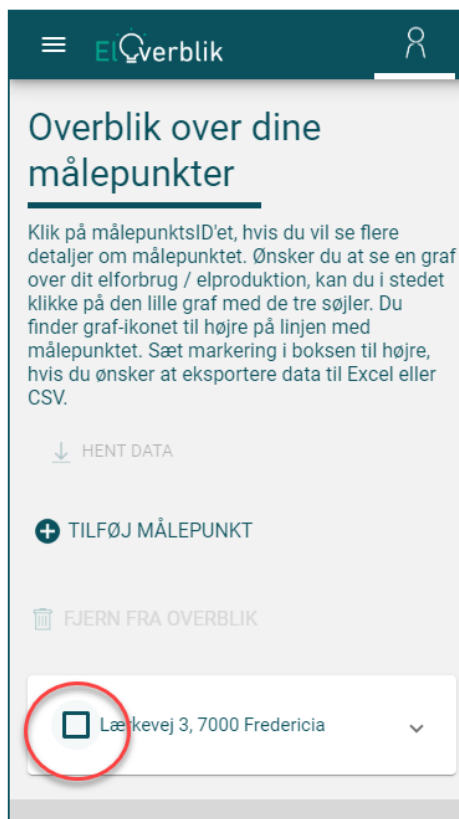 ElOverblik
Overblik over dine
målepunkter
Klik på målepunktsID'et, hvis du vil se flere
detaljer om målepunktet. Ønsker du at se en graf
over dit elforbrug / elproduktion, kan du i stedet
klikke på den lille graf med de tre søjler. Du
finder graf-ikonet til højre på linjen med
målepunktet. Sæt markering i boksen til højre,
hvis du ønsker at eksportere data til Excel eller
CSV.
HENT DATA
TILFØJ MÅLEPUNKT
FJERN FRA OVERBLIK
Lærkevej 3, 7000 Fredericia